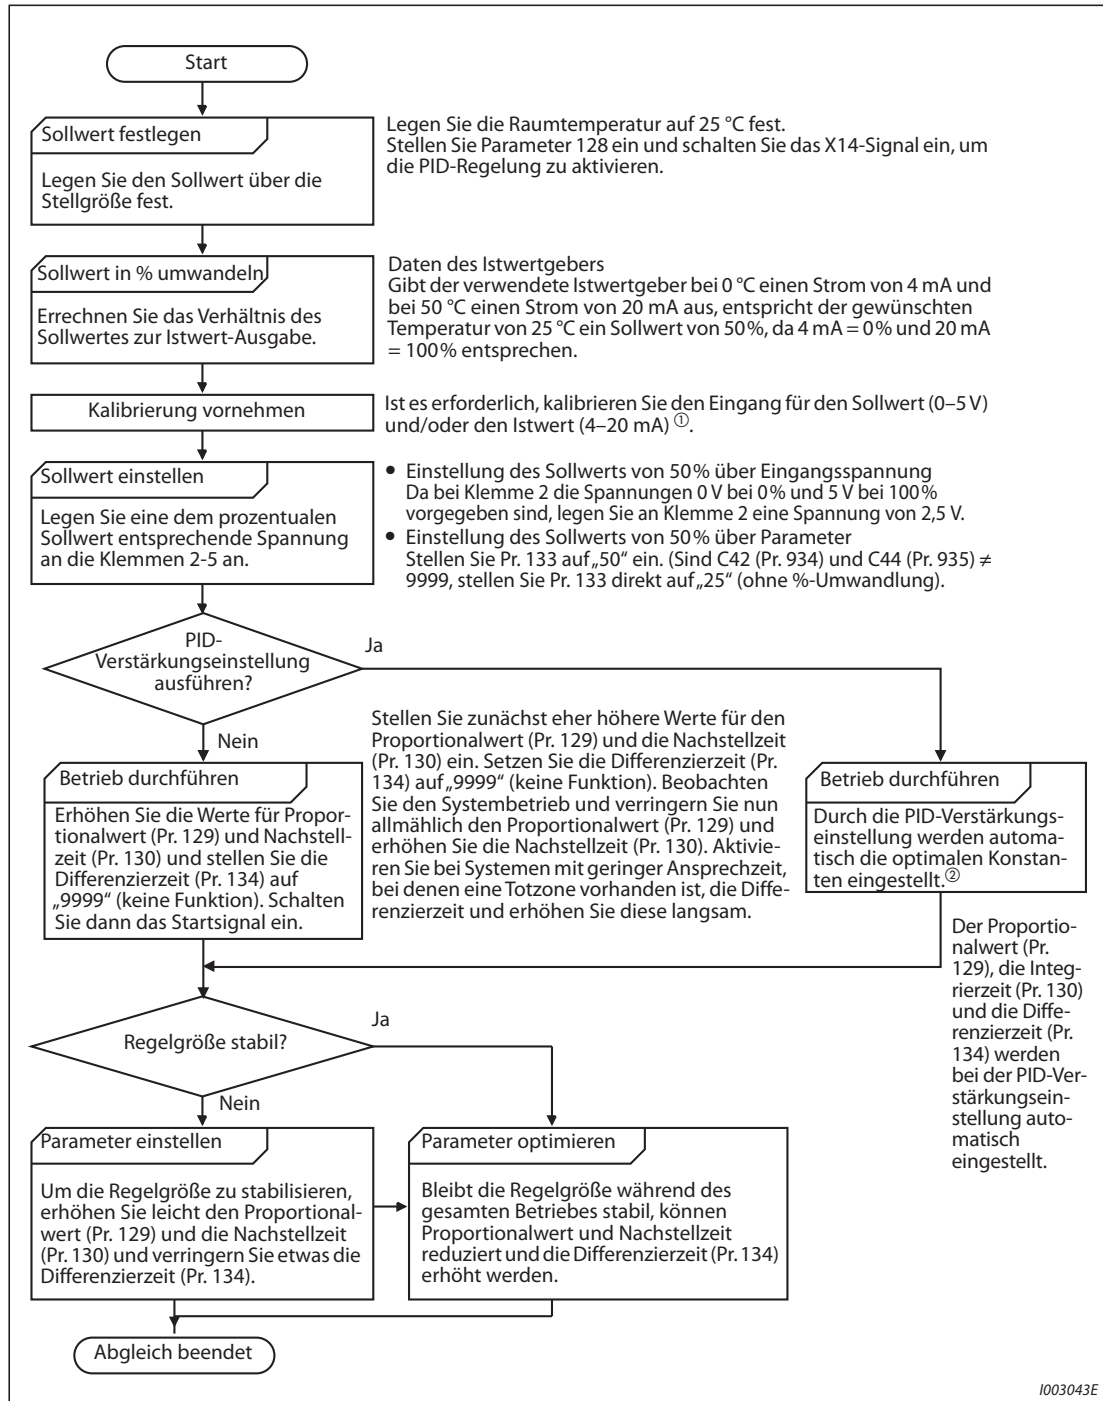 Start
Sollwert festlegen
Legen Sie den Sollwert über die
Stellgröße fest.
Legen Sie die Raumtemperatur auf 25 °C fest.
Stellen Sie Parameter 128 ein und schalten Sie das X14-Signal ein, um
die PID-Regelung zu aktivieren.
Sollwert in % umwandeln
Errechnen Sie das Verhältnis des
Sollwertes zur Istwert-Ausgabe.
Daten des Istwertgebers
Gibt der verwendete Istwertgeber bei 0 °C einen Strom von 4 mA und
bei 50 °C einen Strom von 20 mA aus, entspricht der gewünschten
Temperatur von 25 °C ein Sollwert von 50%, da 4 mA = 0% und 20 mA
= 100% entsprechen.
Kalibrierung vornehmen
Ist es erforderlich, kalibrieren Sie den Eingang für den Sollwert (0–5 V)
und/oder den Istwert (4–20 mA) ①.
Sollwert einstellen
Legen Sie eine dem prozentualen
Sollwert entsprechende Spannung
an die Klemmen 2-5 an.
● Einstellung des Sollwerts von 50% über Eingangsspannung
Da bei Klemme 2 die Spannungen 0 V bei 0% und 5 V bei 100%
vorgegeben sind, legen Sie an Klemme 2 eine Spannung von 2,5 V.
● Einstellung des Sollwerts von 50% über Parameter
Stellen Sie Pr. 133 auf „50“ ein. (Sind C42 (Pr. 934) und C44 (Pr. 935) ≠
9999, stellen Sie Pr. 133 direkt auf „25“ (ohne %-Umwandlung).
PID-
Verstärkungseinstellung
ausführen?
Ja
Nein
Betrieb durchführen
Erhöhen Sie die Werte für Propor-
tionalwert (Pr. 129) und Nachstell-
zeit (Pr. 130) und stellen Sie die
Differenzierzeit (Pr. 134) auf
„9999“ (keine Funktion). Schalten
Sie dann das Startsignal ein.
Stellen Sie zunächst eher höhere Werte für den
Proportionalwert (Pr. 129) und die Nachstellzeit
(Pr. 130) ein. Setzen Sie die Differenzierzeit (Pr.
134) auf „9999“ (keine Funktion). Beobachten
Sie den Systembetrieb und verringern Sie nun
allmählich den Proportionalwert (Pr. 129) und
erhöhen Sie die Nachstellzeit (Pr. 130). Aktivie-
ren Sie bei Systemen mit geringer Ansprechzeit,
bei denen eine Totzone vorhanden ist, die Diffe-
renzierzeit und erhöhen Sie diese langsam.
Betrieb durchführen
Durch die PID-Verstärkungs-
einstellung werden automa-
tisch die optimalen Konstan-
ten eingestellt.②
Der Proportio-
nalwert (Pr.
129), die Integ-
rierzeit (Pr. 130)
und die Diffe-
renzierzeit (Pr.
134) werden
bei der PID-Ver-
stärkungsein-
stellung auto-
matisch
eingestellt.
Regelgröße stabil?
Ja
Nein
Parameter einstellen
Um die Regelgröße zu stabilisieren,
erhöhen Sie leicht den Proportional-
wert (Pr. 129) und die Nachstellzeit
(Pr. 130) und verringern Sie etwas die
Differenzierzeit (Pr. 134).
Parameter optimieren
Bleibt die Regelgröße während des
gesamten Betriebes stabil, können
Proportionalwert und Nachstellzeit
reduziert und die Differenzierzeit (Pr. 134)
erhöht werden.
Abgleich beendet
I003043E